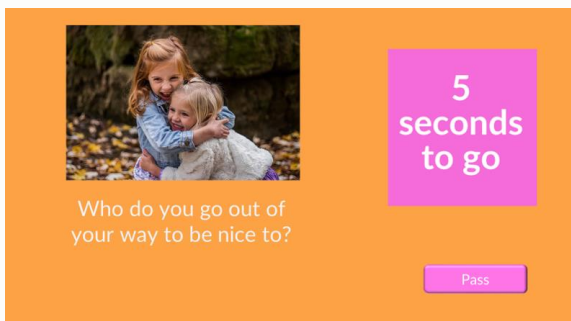 Who do you go out of
your way to be nice to?
5
seconds
to go
Pass